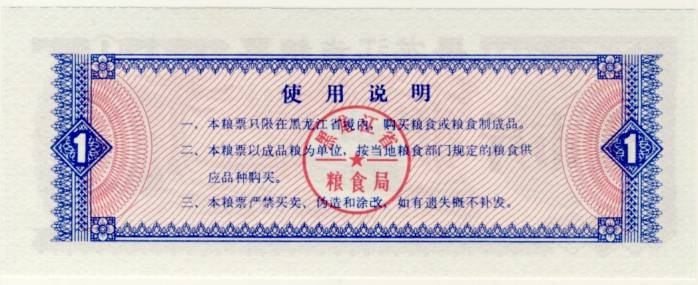 使用说明
一、本粮票只限在黑龙江省境内，购买粮食或粮食制成品。
二、本粮票以成品粮为单位，按当地粮食部门规定的粮食供
应品种购买。
三、本粮票严禁买卖、伪造和涂改，如有遗失概不补发。
黑龙江省
粮食局
1
1